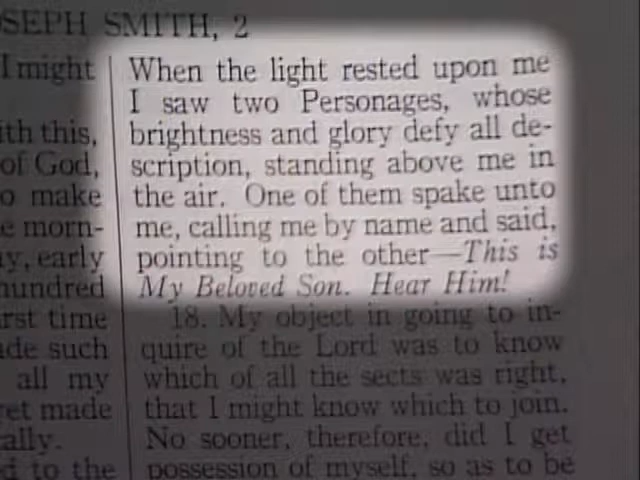 SEPH SMITH, 2
I might
ith this,
of God,
o make
e morn-
ay, early
hundred
rst time
de such
all my
et made
ally.
d to the
When the light rested upon me
I saw two Personages, whose
brightness and glory defy all de-
scription, standing above me in
the air. One of them spake unto
me, calling me by name and said,
pointing to the other—This is
My Beloved Son. Hear Him!
18. My object in going to in-
quire of the Lord was to know
which of all the sects was right,
that I might know which to join.
No sooner, therefore, did I get
possession of myself, so as to be